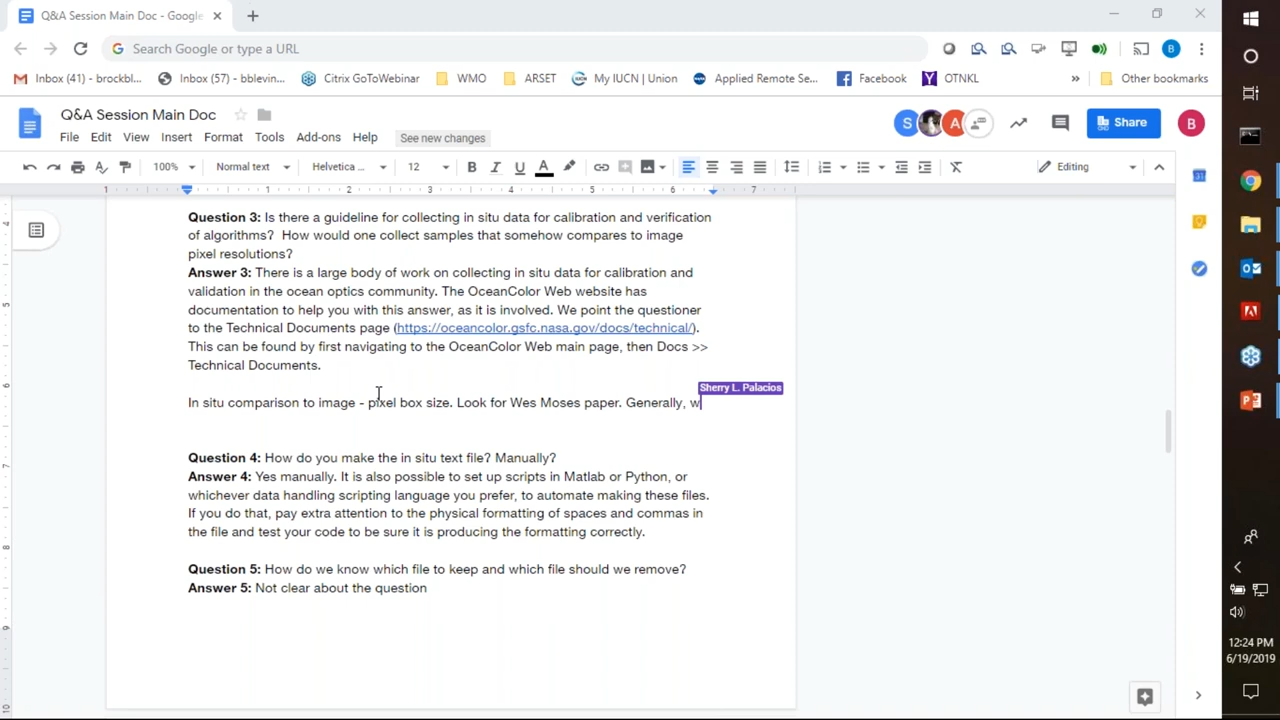 Q&A Session Main Doc - Google
Search Google or type a URL
B
Inbox (41) - brockbl...
Inbox (57) - bblevin...
Citrix GoToWebinar
WMO
ARSET
My IUCN | Union
Applied Remote Se...
Facebook
OTNKL
»
Other bookmarks
Q&A Session Main Doc
File Edit View Insert Format Tools Add-ons Help See new changes
S A Share B
100% Normal text Helvetica ... 12 B I U A Editing
1 1 2 3 4 5 6 7
Question 3: Is there a guideline for collecting in situ data for calibration and verification
of algorithms?  How would one collect samples that somehow compares to image
pixel resolutions?
Answer 3: There is a large body of work on collecting in situ data for calibration and
validation in the ocean optics community. The OceanColor Web website has
documentation to help you with this answer, as it is involved. We point the questioner
to the Technical Documents page (https://oceancolor.gsfc.nasa.gov/docs/technical/).
This can be found by first navigating to the OceanColor Web main page, then Docs >>
Technical Documents.
Sherry L. Palacios
In situ comparison to image - pixel box size. Look for Wes Moses paper. Generally, w
Question 4: How do you make the in situ text file? Manually?
Answer 4: Yes manually. It is also possible to set up scripts in Matlab or Python, or
whichever data handling scripting language you prefer, to automate making these files.
If you do that, pay extra attention to the physical formatting of spaces and commas in
the file and test your code to be sure it is producing the formatting correctly.
Question 5: How do we know which file to keep and which file should we remove?
Answer 5: Not clear about the question
12:24 PM
6/19/2019